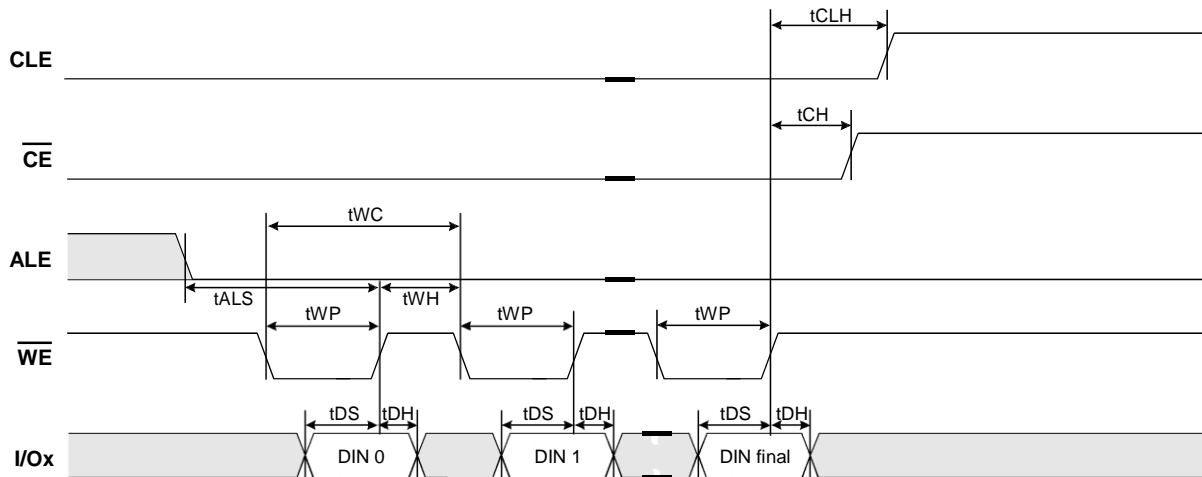 tCLH
CLE
tCH
CE
tWC
ALE
tALS tWH
tWP tWP tWP
WE
tDS tDH tDS tDH tDS tDH
I/Ox DIN 0 DIN 1 DIN final